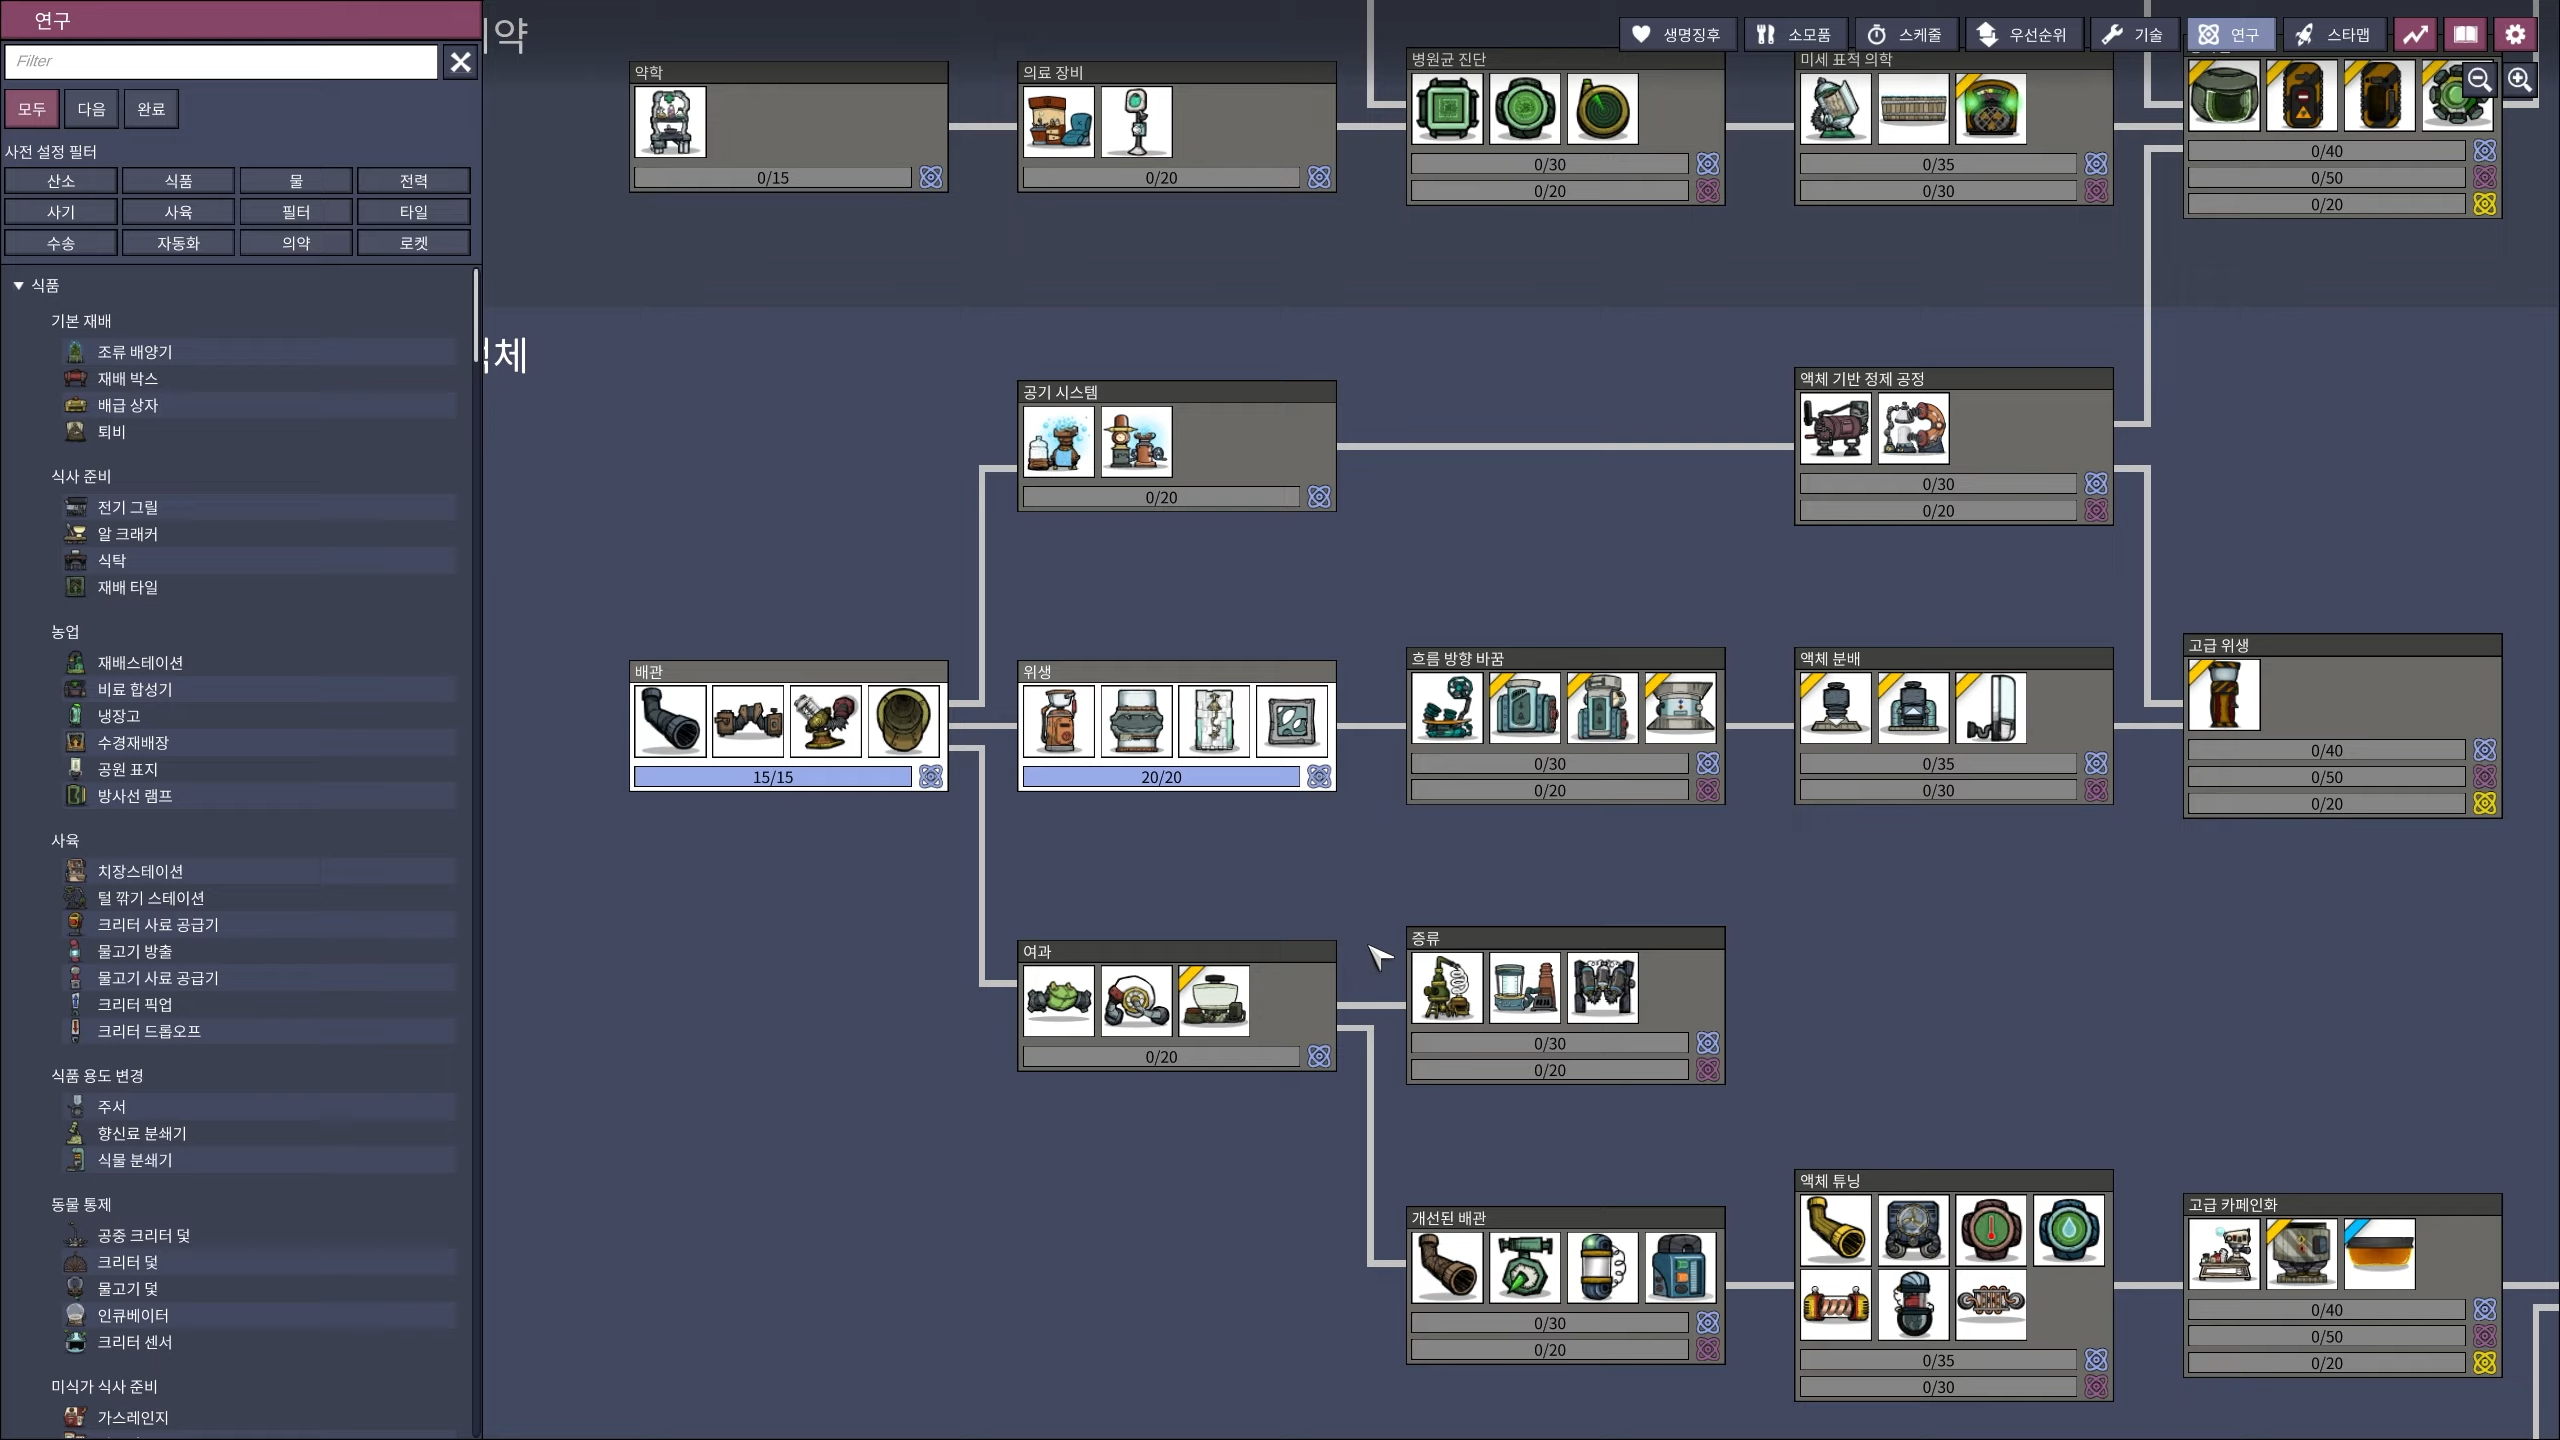 연구
Filter
모두 다음 완료
사전 설정 필터
산소 식품 물 전력
사기 사육 필터 타일
수송 자동화 의약 로켓
식품
기본 재배
조류 배양기
재배 박스
배급 상자
퇴비
식사 준비
전기 그릴
알 크래커
식탁
재배 타일
농업
재배스테이션
비료 합성기
냉장고
수경재배장
공원 표지
방사선 램프
사육
치장스테이션
털 깎기 스테이션
크리터 사료 공급기
물고기 방출
물고기 사료 공급기
크리터 픽업
크리터 드롭오프
식품 용도 변경
주서
향신료 분쇄기
식물 분쇄기
동물 통제
공중 크리터 덫
크리터 덫
물고기 덫
인큐베이터
크리터 센서
미식가 식사 준비
가스레인지
생명징후 소모품 스케줄 우선순위 기술 연구 스타맵
약
약학
0/15
의료 장비
0/20
병원균 진단
0/30
0/20
미세 표적 의학
0/35
0/30
0/40
0/50
0/20
체
공기 시스템
0/20
액체 기반 정제 공정
0/30
0/20
배관
15/15
위생
20/20
흐름 방향 바꿈
0/30
0/20
액체 분배
0/35
0/30
고급 위생
0/40
0/50
0/20
여과
0/20
증류
0/30
0/20
개선된 배관
0/30
0/20
액체 튜닝
0/35
0/30
고급 카페인화
0/40
0/50
0/20